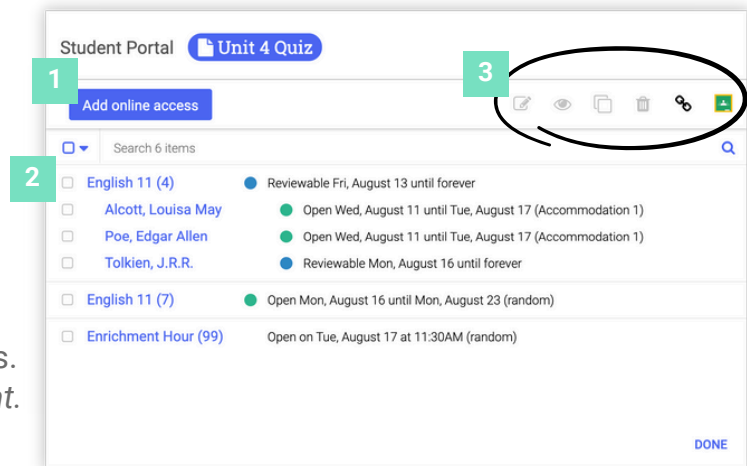 Student Portal Unit 4 Quiz
1
3
Add online access
Search 6 items
2
English 11 (4) Reviewable Fri, August 13 until forever
Alcott, Louisa May Open Wed, August 11 until Tue, August 17 (Accommodation 1)
Poe, Edgar Allen Open Wed, August 11 until Tue, August 17 (Accommodation 1)
Tolkien, J.R.R. Reviewable Mon, August 16 until forever
English 11 (7) Open Mon, August 16 until Mon, August 23 (random)
Enrichment Hour (99) Open on Tue, August 17 at 11:30AM (random)
DONE